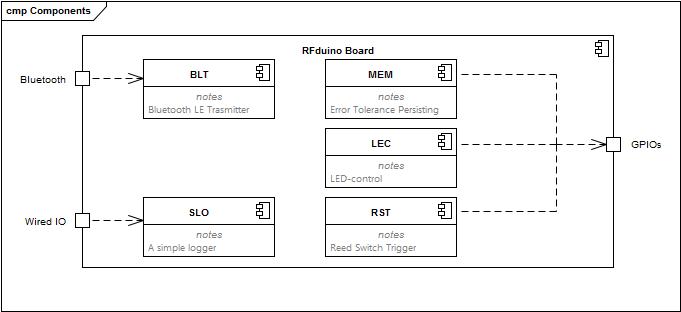 cmp Components
RFduino Board
Bluetooth
BLT
notes
Bluetooth LE Trasmitter
MEM
notes
Error Tolerance Persisting
LEC
notes
LED-control
GPIOs
Wired IO
SLO
notes
A simple logger
RST
notes
Reed Switch Trigger